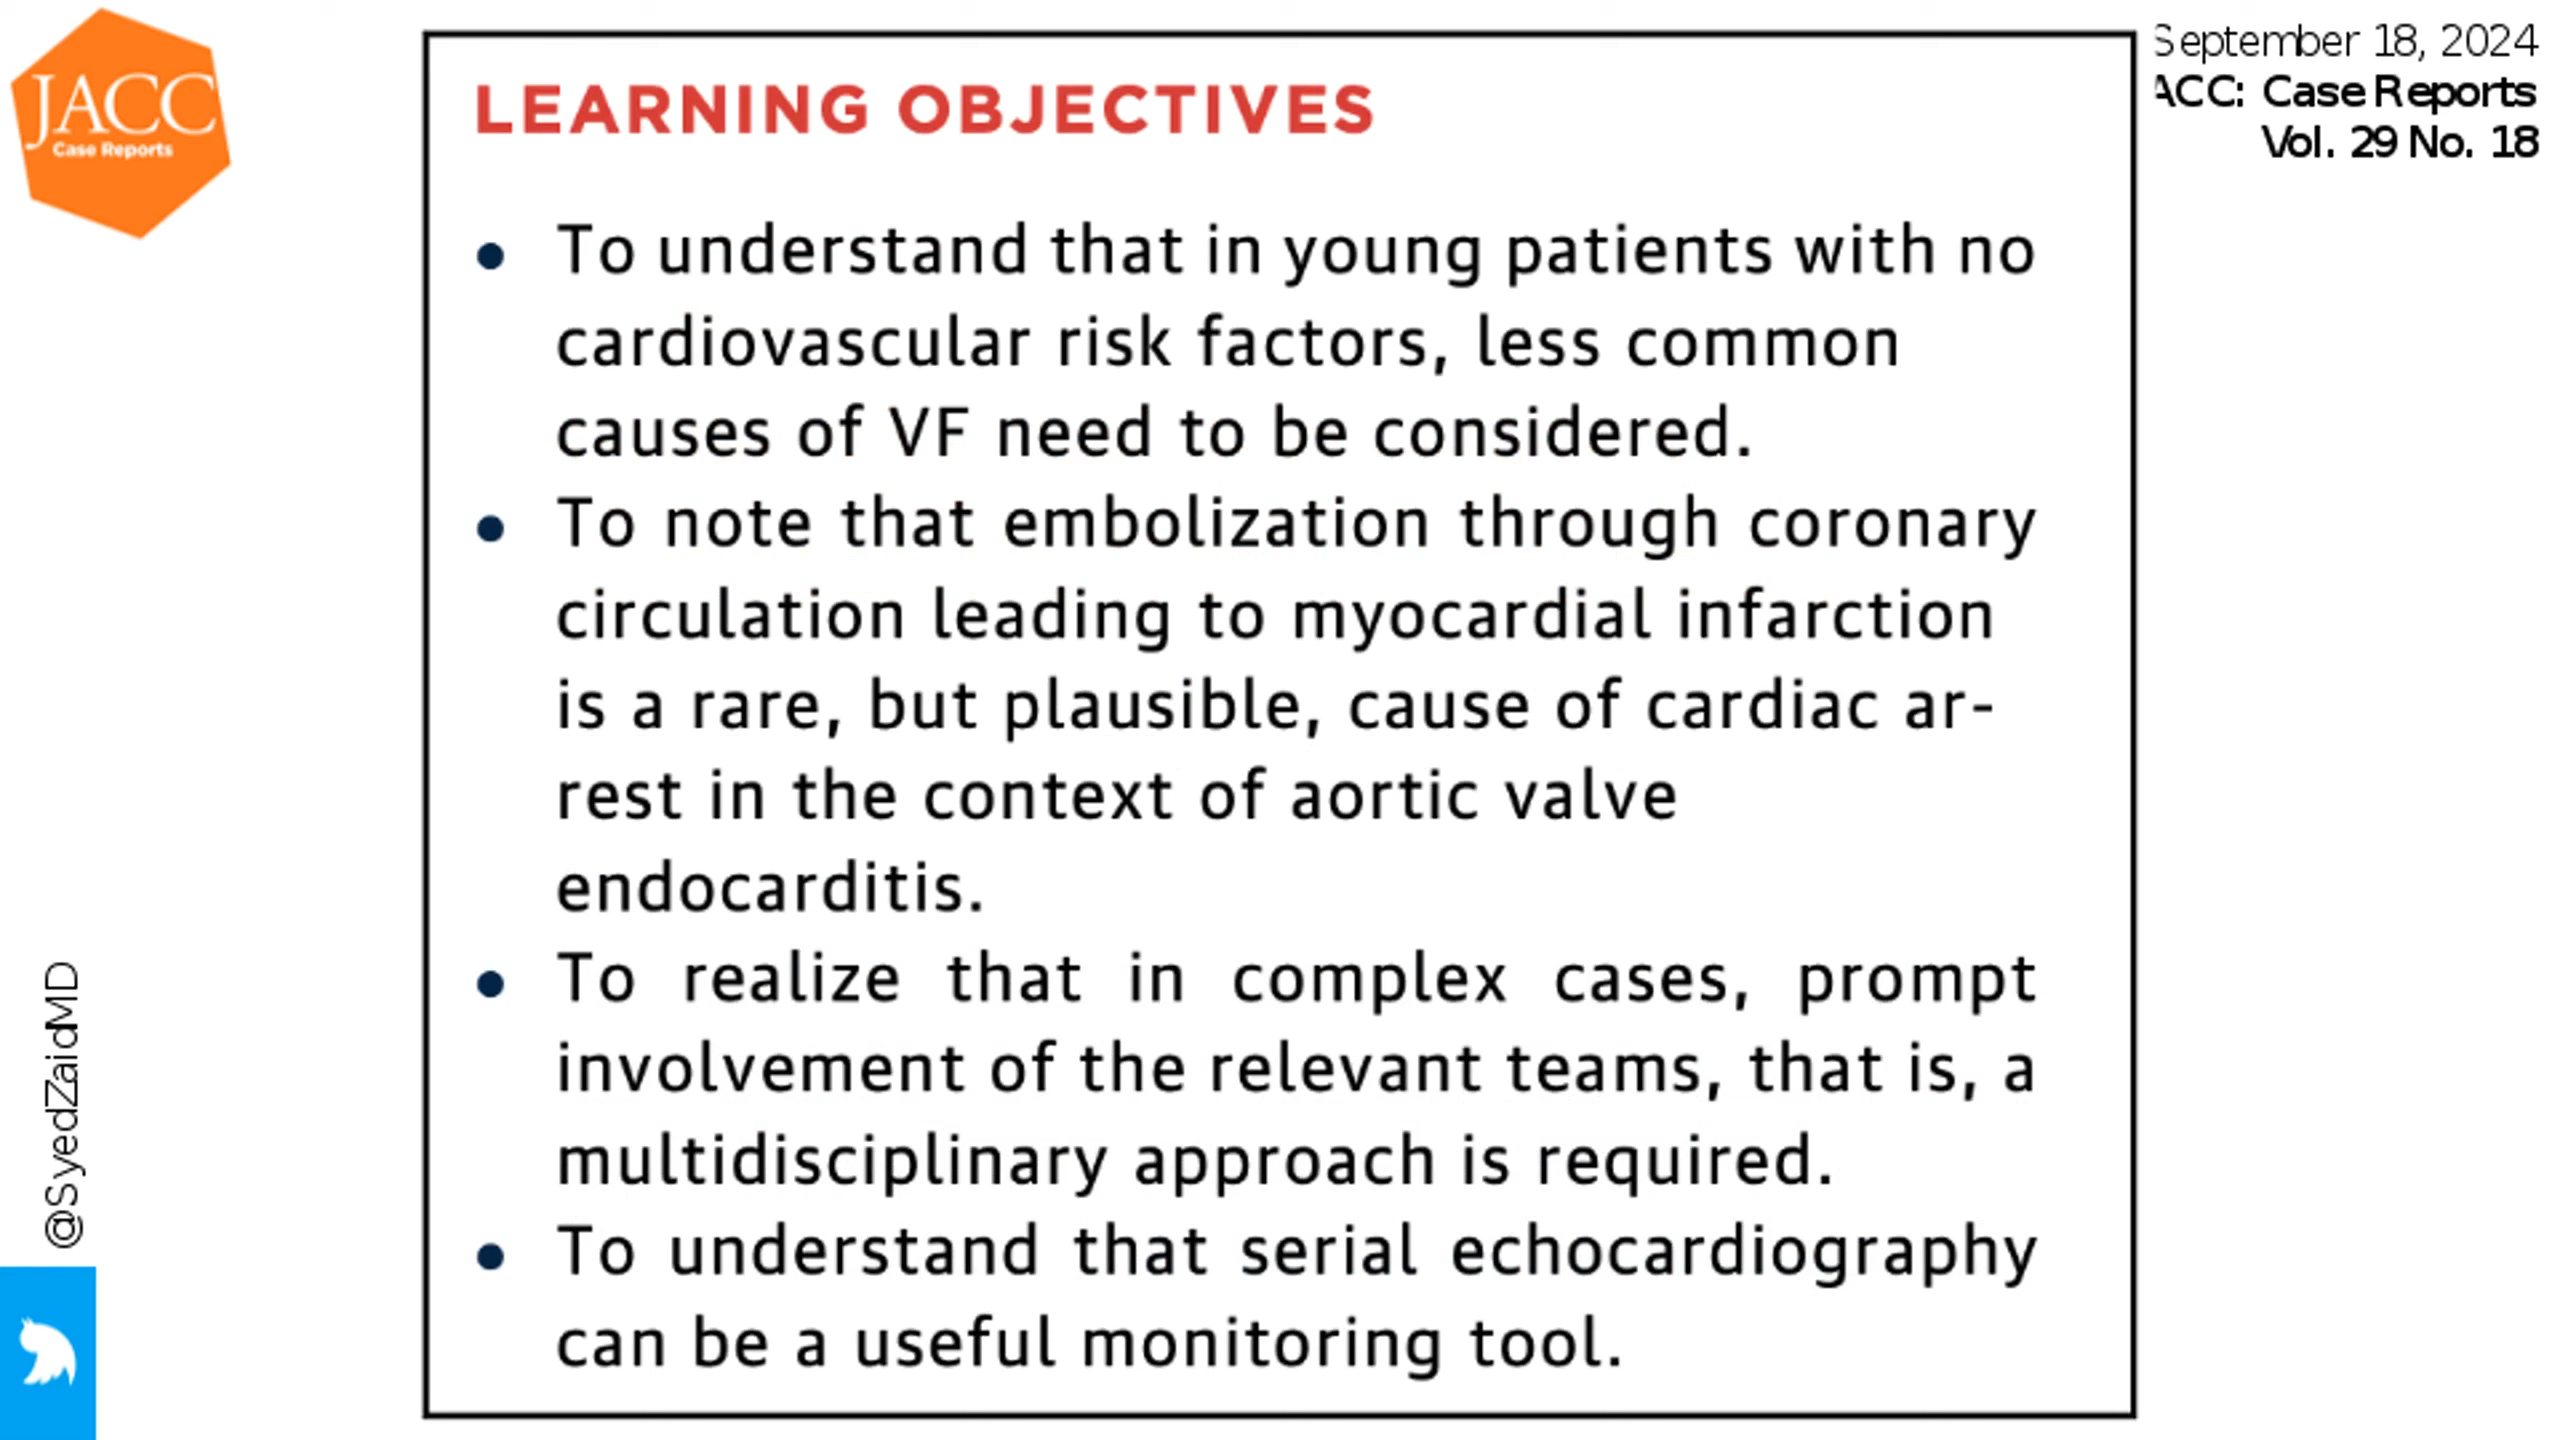 JACC
Case Reports
September 18, 2024
ACC: Case Reports
Vol. 29 No. 18
LEARNING OBJECTIVES
• To understand that in young patients with no
cardiovascular risk factors, less common
causes of VF need to be considered.
• To note that embolization through coronary
circulation leading to myocardial infarction
is a rare, but plausible, cause of cardiac ar-
rest in the context of aortic valve
endocarditis.
• To realize that in complex cases, prompt
involvement of the relevant teams, that is, a
multidisciplinary approach is required.
• To understand that serial echocardiography
can be a useful monitoring tool.
@SyedZaidMD